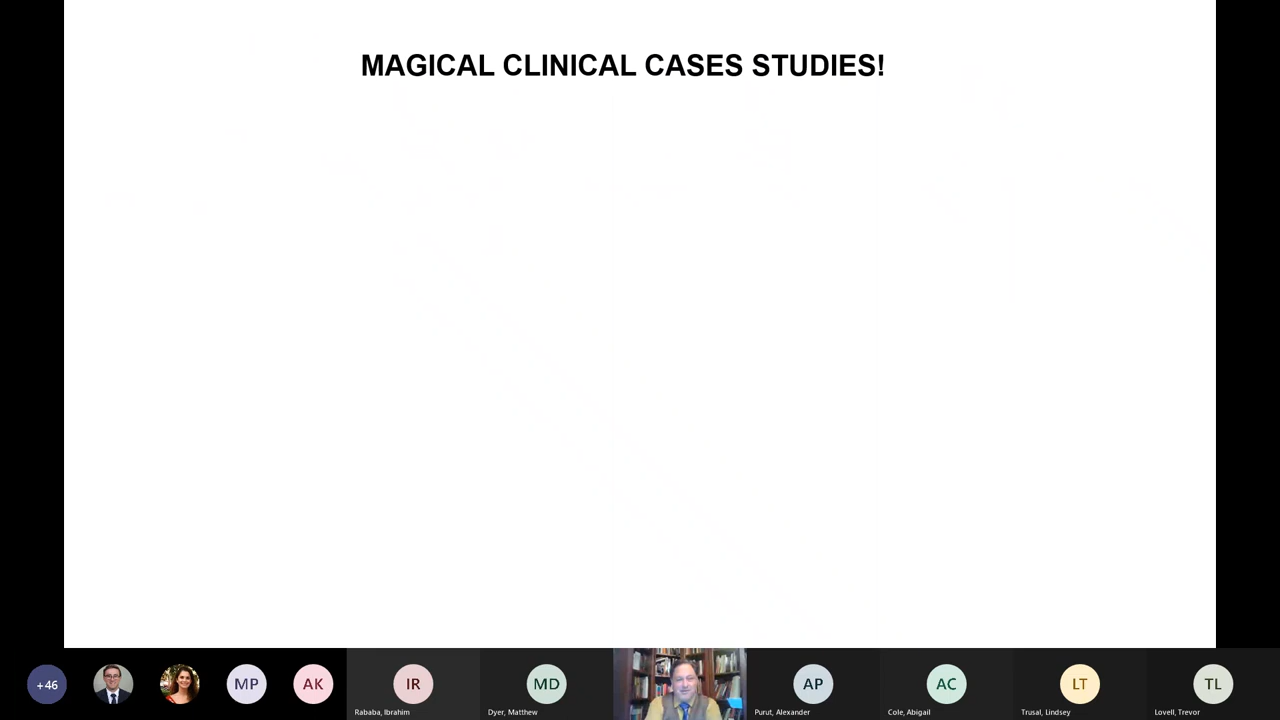 MAGICAL CLINICAL CASES STUDIES!
+46
MP
AK
IR
MD
AP
AC
LT
TL
Rababa, Ibrahim
Dyer, Matthew
Purut, Alexander
Cole, Abigail
Trusal, Lindsey
Lovell, Trevor